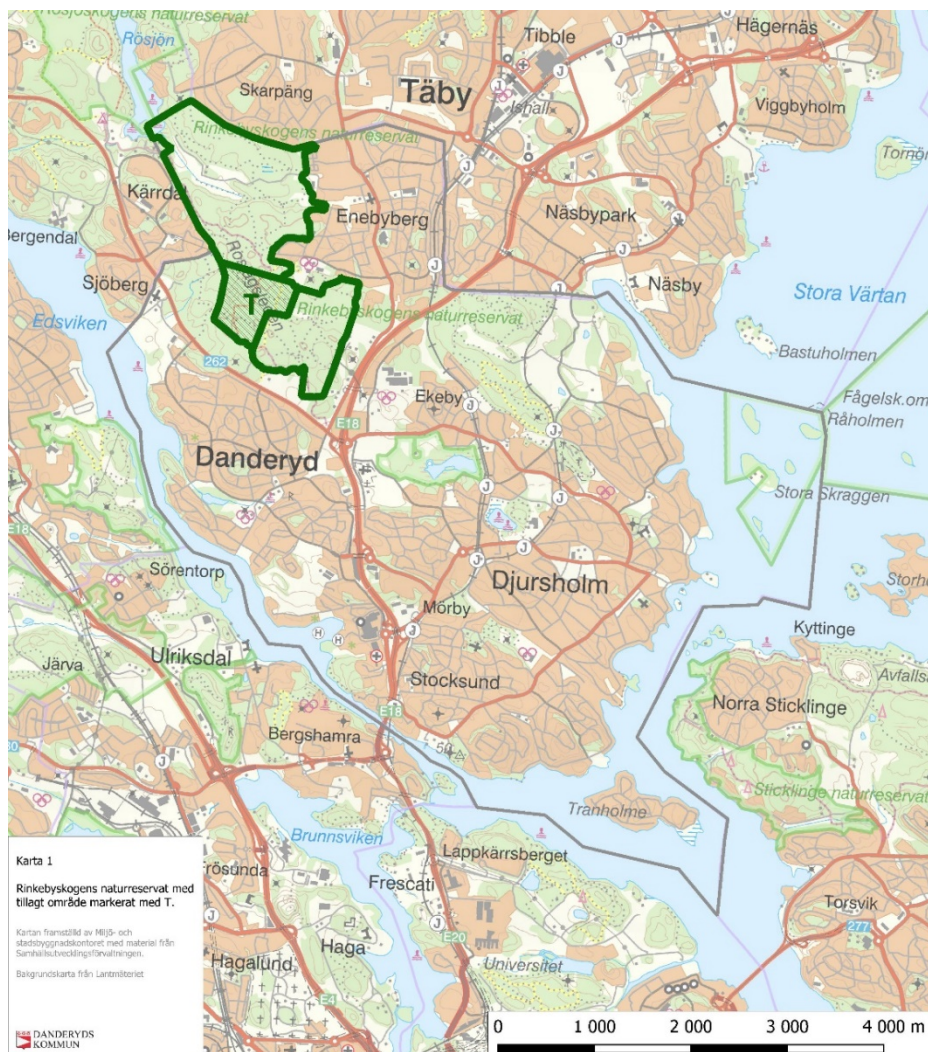 Rösjöskogens naturreservat
Rösjön
Tibble
Hägernäs
Täby
Skarpäng
Ishall
Viggbyholm
Rinkebyskogens naturreservat
Kärrdal
Enebyberg
Näsbypark
Bergendal
Sjöberg
Näsby
Edsviken
T
Rinkebyskogens naturreservat
Stora Värtan
Bastuholmen
262
Ekeby
Fågelsk.om
Råholmen
E18
Danderyd
Stora Skraggen
E18
Sörentorp
Djursholm
Mörby
Kyttinge
Järva
Ulriksdal
Stocksund
Norra Sticklinge
E18
Bergshamra
50
Sticklinge naturreservat
Tranholme
Brunnsviken
Lappkärrsberget
Frescati
Torsvik
277
Haga
E20
Universitet
Hagalund
E4
Karta 1
Rinkebyskogens naturreservat med
tillagt område markerat med T.
Kartan framställd av Miljö- och
stadsbyggnadskontoret med material från
Samhällsutvecklingsförvaltningen.
Bakgrundskarta från Lantmäteriet
DANDERYDS
KOMMUN
0 1 000 2 000 3 000 4 000 m